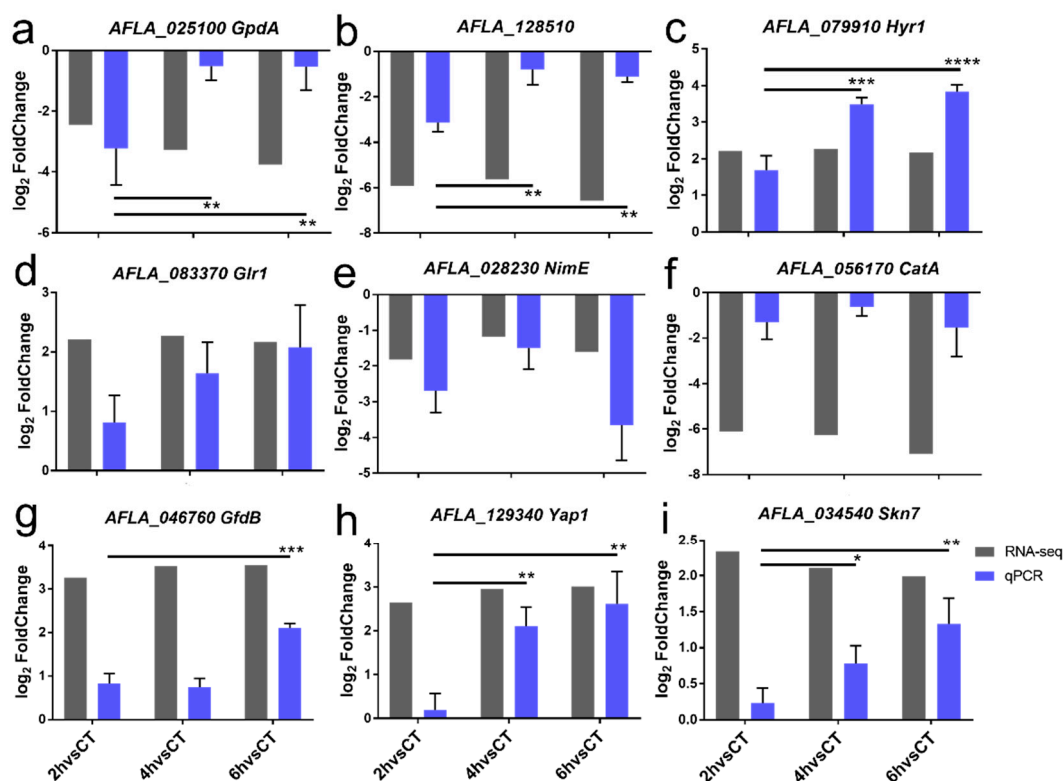 a
AFLA_025100 GpdA
log2 FoldChange
0
-2
-4
-6
**
**
b
AFLA_128510
log2 FoldChange
0
-2
-4
-6
-8
**
**
c
AFLA_079910 Hyr1
log2 FoldChange
5
4
3
2
1
0
***
****
d
AFLA_083370 Glr1
log2 FoldChange
3
2
1
0
e
AFLA_028230 NimE
log2 FoldChange
0
-1
-2
-3
-4
-5
f
AFLA_056170 CatA
log2 FoldChange
0
-2
-4
-6
-8
g
AFLA_046760 GfdB
log2 FoldChange
4
3
2
1
0
***
2hvsCT
4hvsCT
6hvsCT
h
AFLA_129340 Yap1
log2 FoldChange
4
3
2
1
0
**
**
2hvsCT
4hvsCT
6hvsCT
i
AFLA_034540 Skn7
log2 FoldChange
2.5
2.0
1.5
1.0
0.5
0.0
*
**
2hvsCT
4hvsCT
6hvsCT
RNA-seq
qPCR